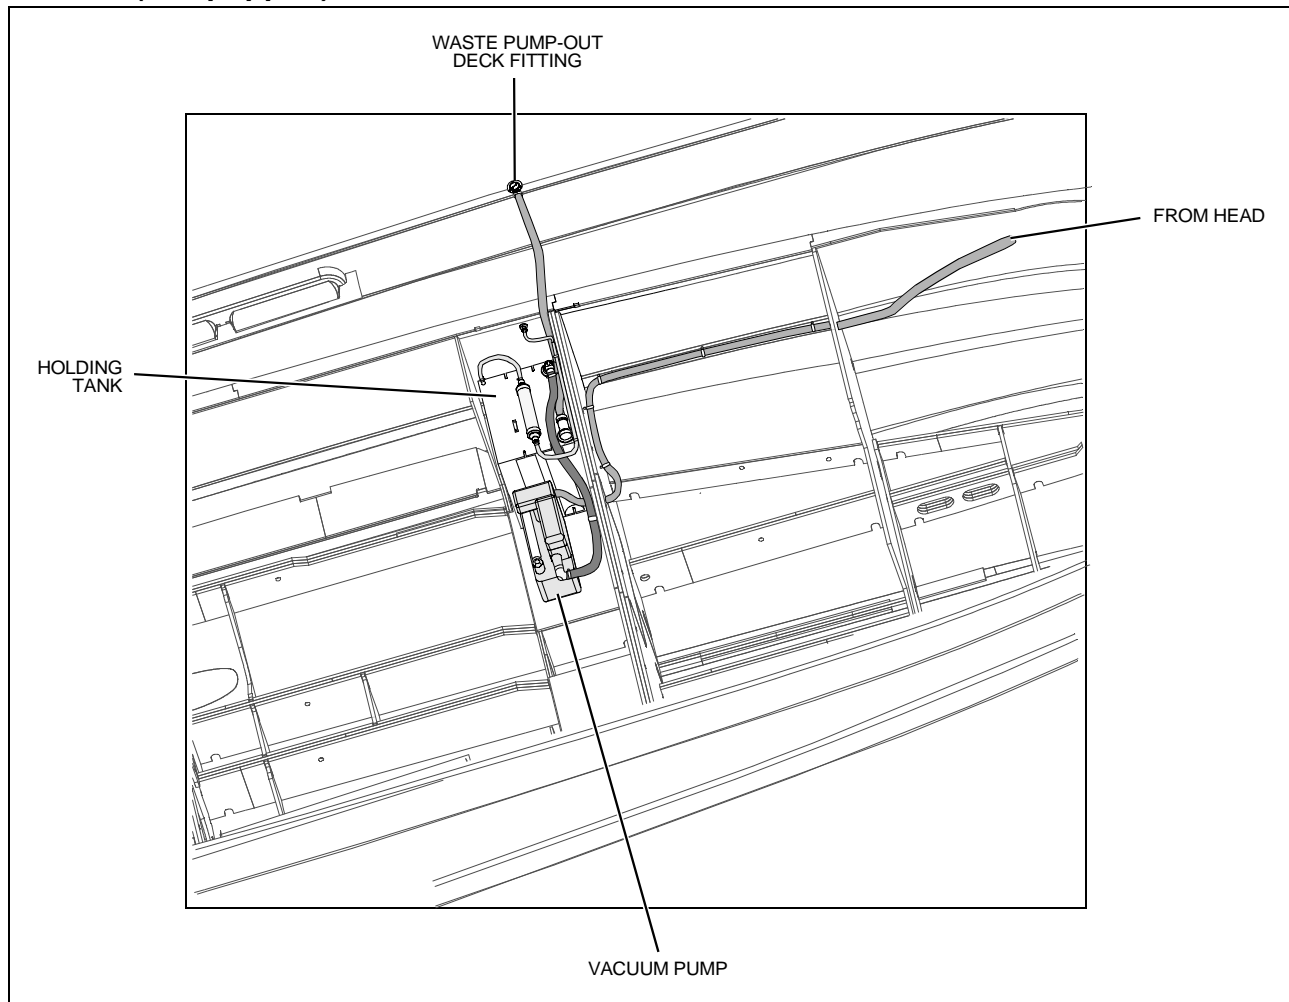 WASTE PUMP-OUT
DECK FITTING
FROM HEAD
HOLDING
TANK
VACUUM PUMP